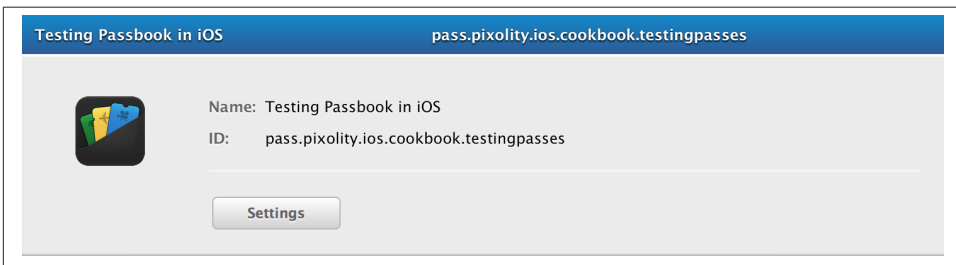 Testing Passbook in iOS pass.pixolity.ios.cookbook.testingpasses
Name: Testing Passbook in iOS
ID: pass.pixolity.ios.cookbook.testingpasses
Settings